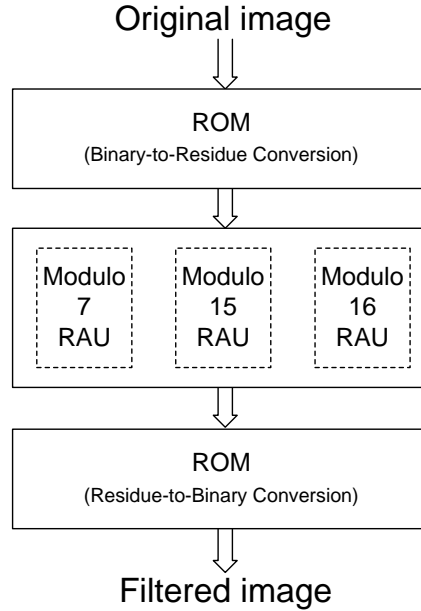 Original image
ROM
(Binary-to-Residue Conversion)
Modulo
7
RAU
Modulo
15
RAU
Modulo
16
RAU
ROM
(Residue-to-Binary Conversion)
Filtered image